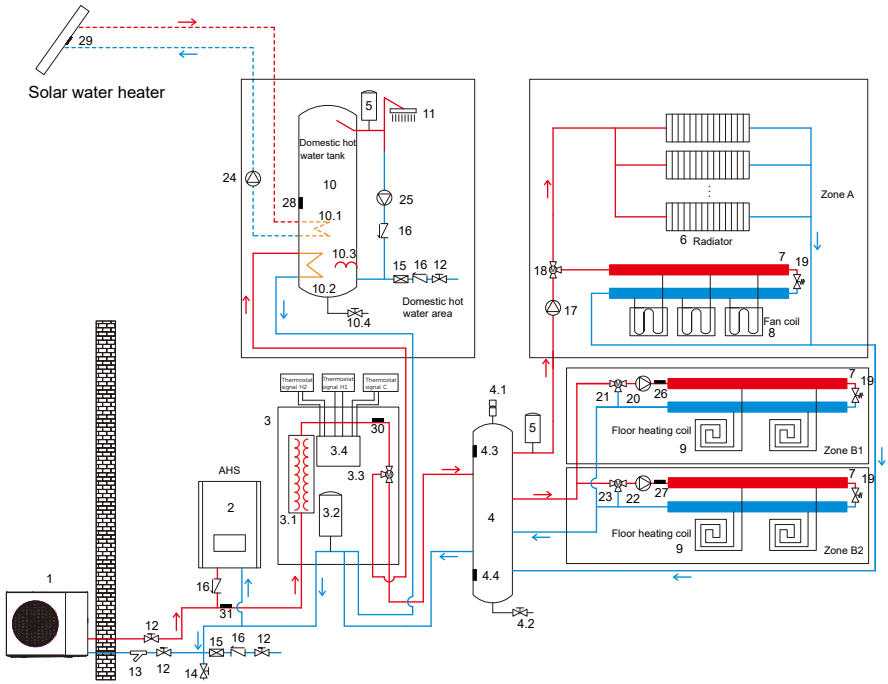 29
Solar water heater
24
Domestic hot
water tank
5
11
10
28
10.1
25
16
10.3
10.2
15
16
12
10.4
Domestic hot
water area
Zone A
6
Radiator
18
7
19
17
Fan coil
8
Thermostat
signal H2
Thermostat
signal H1
Thermostat
signal C
3
30
3.4
3.3
3.1
3.2
4.1
5
4.3
4
4.4
4.2
21
20
26
7
19
Floor heating coil
9
Zone B1
23
22
27
7
19
Floor heating coil
9
Zone B2
AHS
2
16
31
1
12
13
12
14
15
16
12